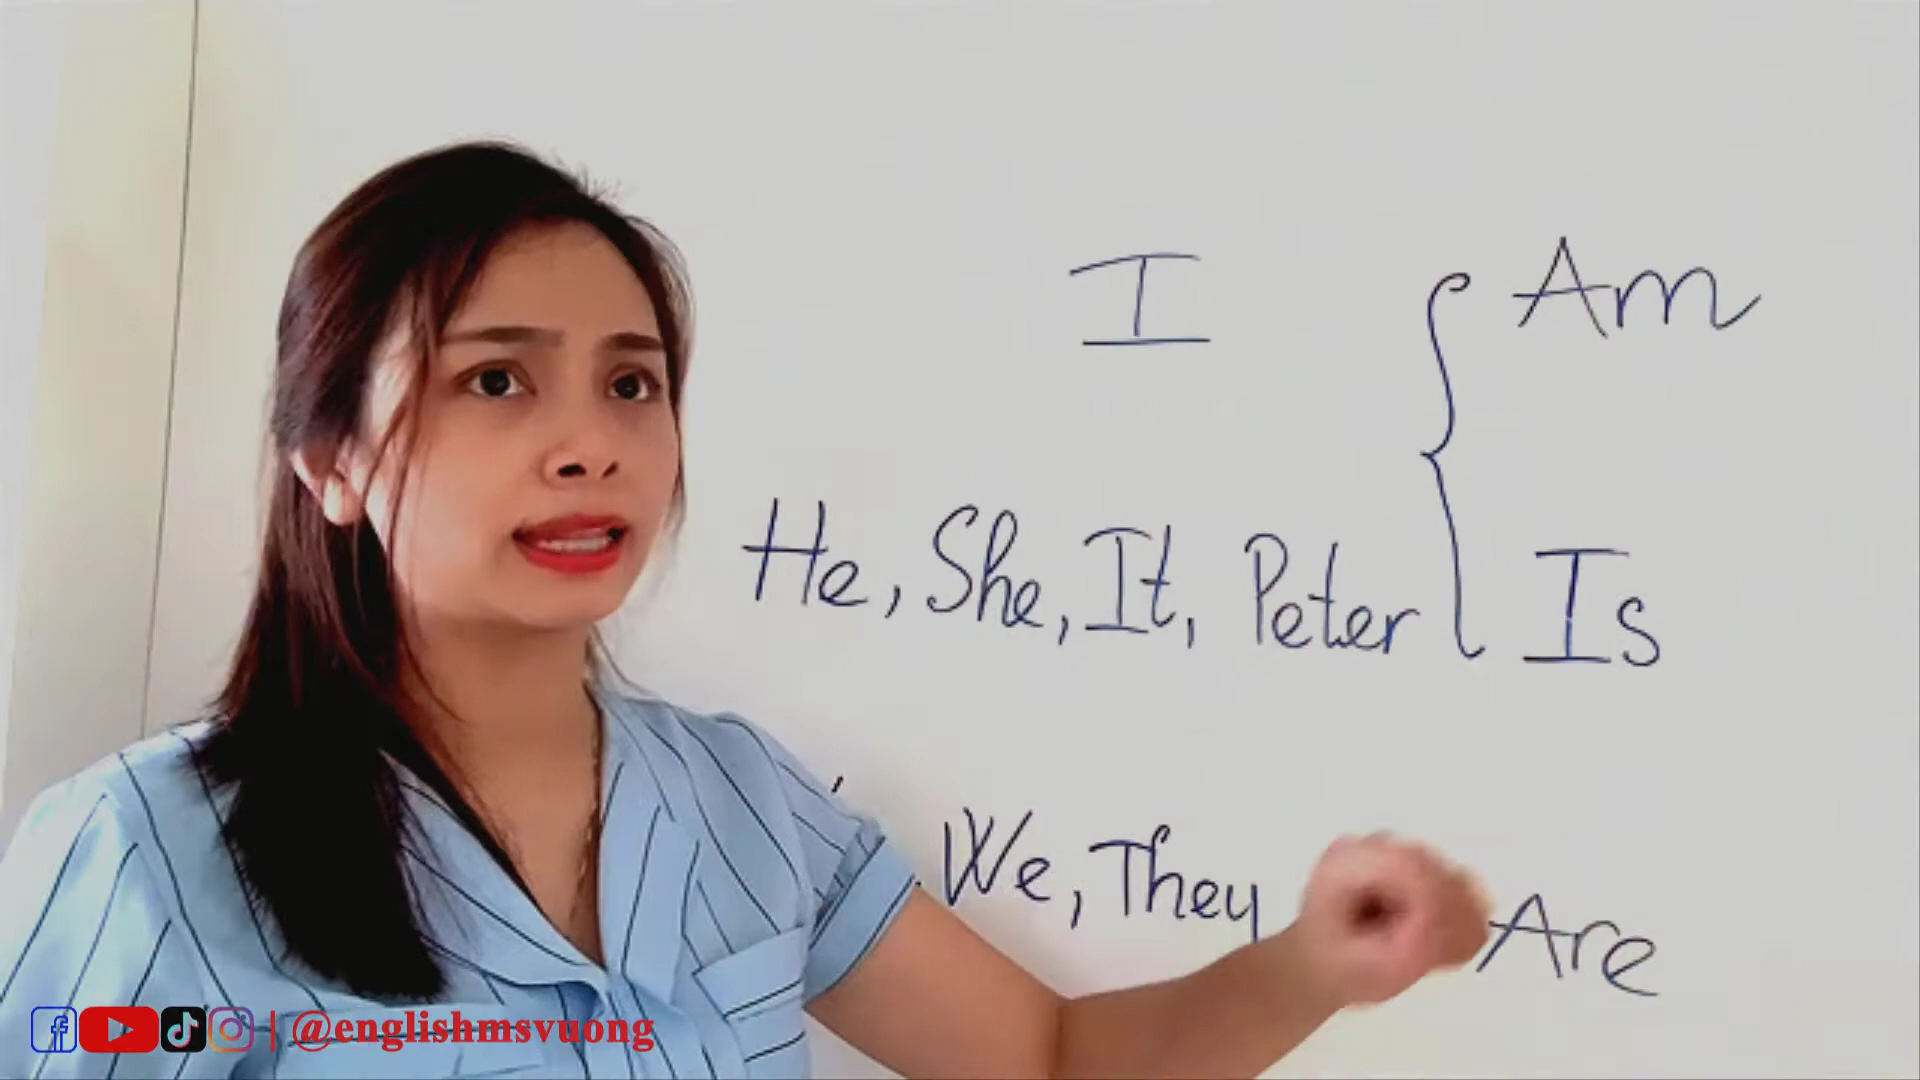 I Am
He, She, It, Peter Is
We, They Are
| @englishmsvuong